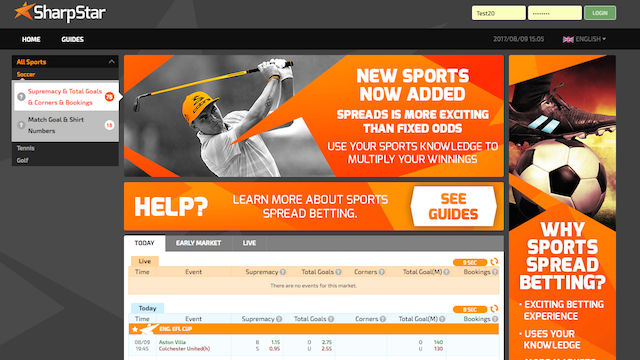 SharpStar
Test20
••••••••
LOGIN
HOME
GUIDES
2017/08/09 15:05
ENGLISH
All Sports
Soccer
Supremacy & Total Goals
& Corners & Bookings
78
Match Goal & Shirt
Numbers
18
Tennis
Golf
NEW SPORTS
NOW ADDED
SPREADS IS MORE EXCITING
THAN FIXED ODDS
USE YOUR SPORTS KNOWLEDGE TO
MULTIPLY YOUR WINNINGS
HELP?
LEARN MORE ABOUT SPORTS
SPREAD BETTING.
SEE
GUIDES
TODAY
EARLY MARKET
LIVE
Live
9 SEC
Time Event Supremacy ? Total Goals ? Corners ? Total Goal(M) ? Bookings ?
There are no events for this market.
Today
8 SEC
Time Event Supremacy ? Total Goals ? Corners ? Total Goal(M) ? Bookings ?
ENG. EFL CUP
08/09 Aston Villa B 1.15 O 2.75 O 140
19:45 Colchester United(h) S 0.95 U 2.55 U 130
WHY
SPORTS
SPREAD
BETTING?
• EXCITING BETTING
EXPERIENCE
• USES YOUR
KNOWLEDGE